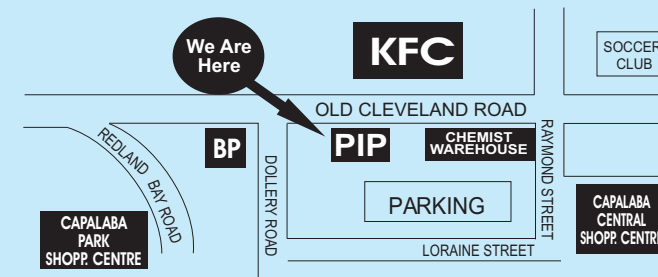 We Are
Here
KFC
SOCCER
CLUB
OLD CLEVELAND ROAD
REDLAND BAY ROAD
BP
DOLLERY ROAD
PIP
CHEMIST
WAREHOUSE
RAYMOND STREET
PARKING
CAPALABA
PARK
SHOPP. CENTRE
LORAINE STREET
CAPALABA
CENTRAL
SHOPP. CENTRE